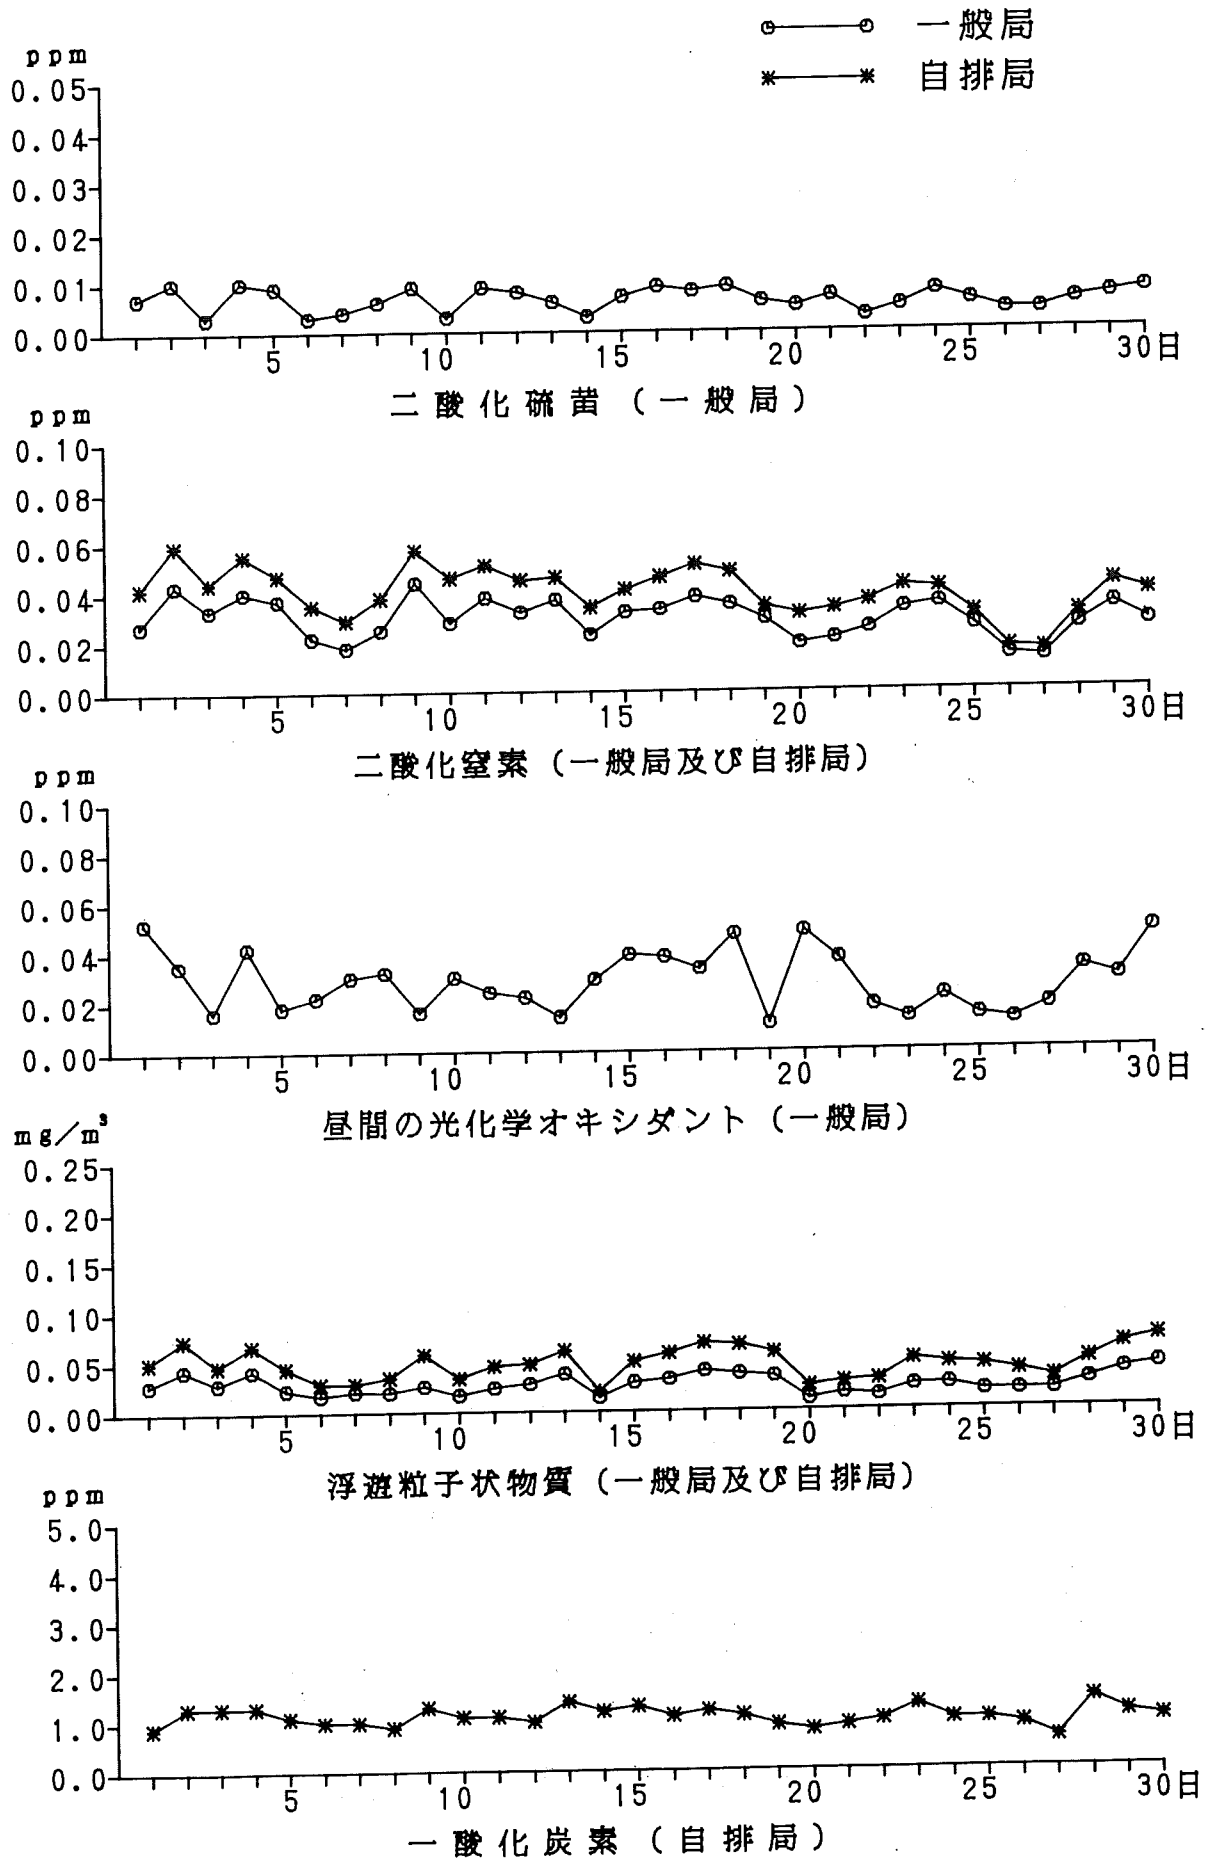 一般局
自排局
ppm
0.05
0.04
0.03
0.02
0.01
0.00
5 10 15 20 25 30日
二酸化硫黄(一般局)
ppm
0.10
0.08
0.06
0.04
0.02
0.00
5 10 15 20 25 30日
二酸化窒素(一般局及び自排局)
ppm
0.10
0.08
0.06
0.04
0.02
0.00
5 10 15 20 25 30日
昼間の光化学オキシダント(一般局)
mg/m³
0.25
0.20
0.15
0.10
0.05
0.00
5 10 15 20 25 30日
浮遊粒子状物質(一般局及び自排局)
ppm
5.0
4.0
3.0
2.0
1.0
0.0
5 10 15 20 25 30日
一酸化炭素(自排局)